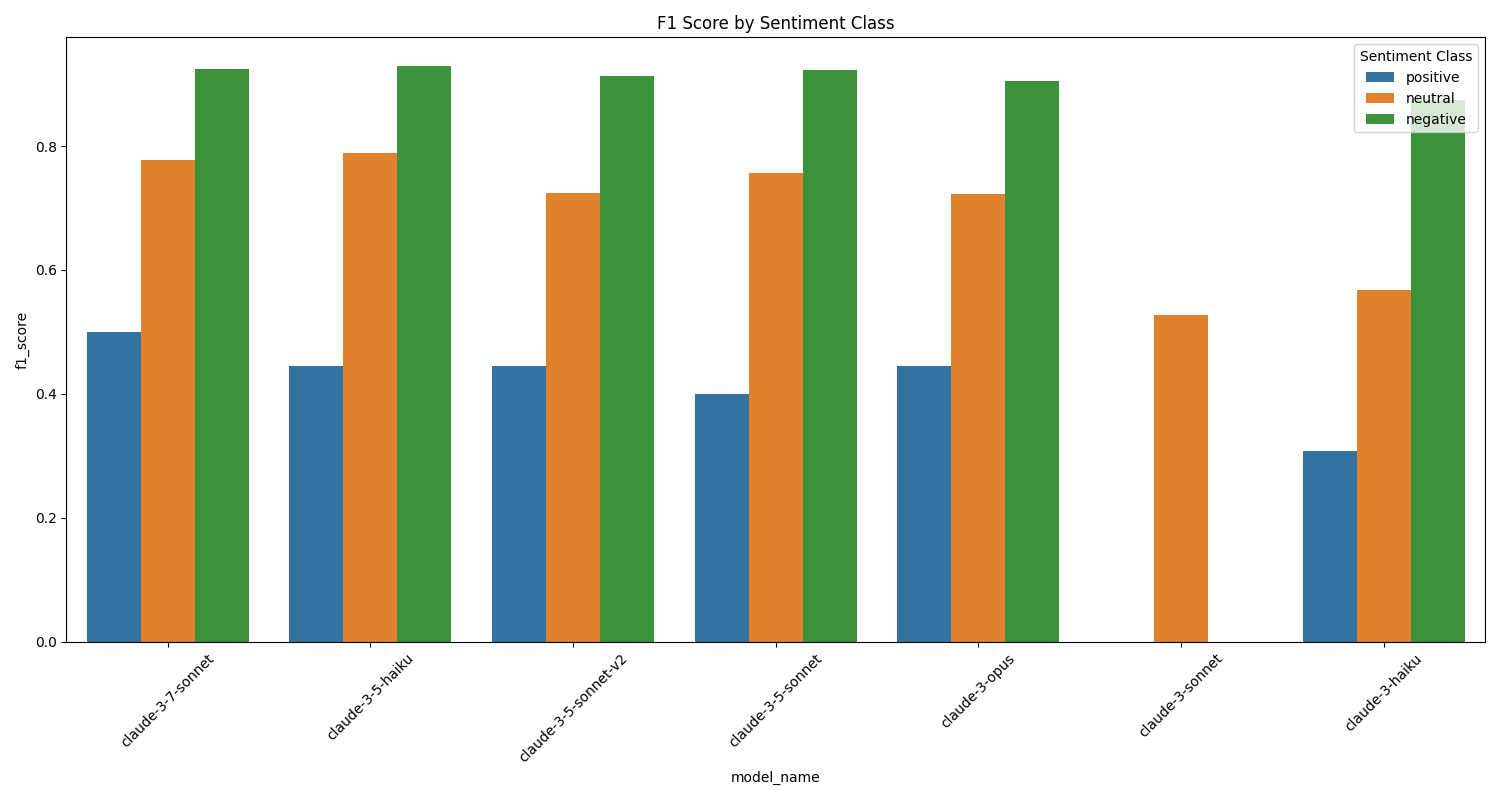 F1 Score by Sentiment Class
Sentiment Class
positive
neutral
negative
f1_score
0.8
0.6
0.4
0.2
0.0
claude-3-7-sonnet
claude-3-5-haiku
claude-3-5-sonnet-v2
claude-3-5-sonnet
claude-3-opus
claude-3-sonnet
claude-3-haiku
model_name